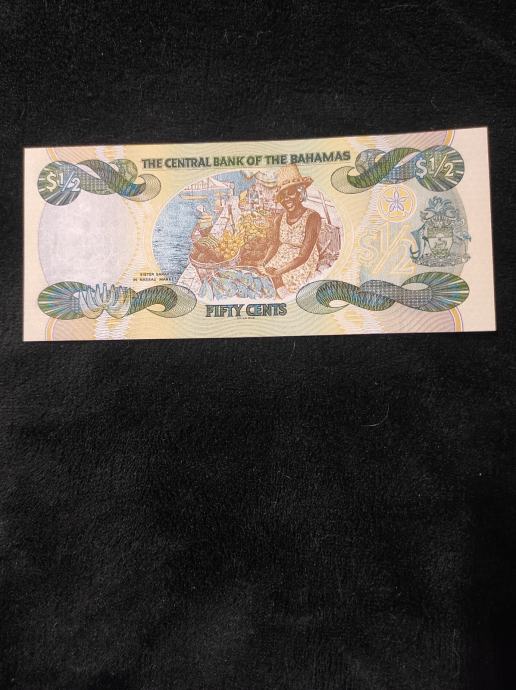 THE CENTRAL BANK OF THE BAHAMAS
$½
$½
$½
SISTER SARAH
IN NASSAU MARKET
FIFTY CENTS